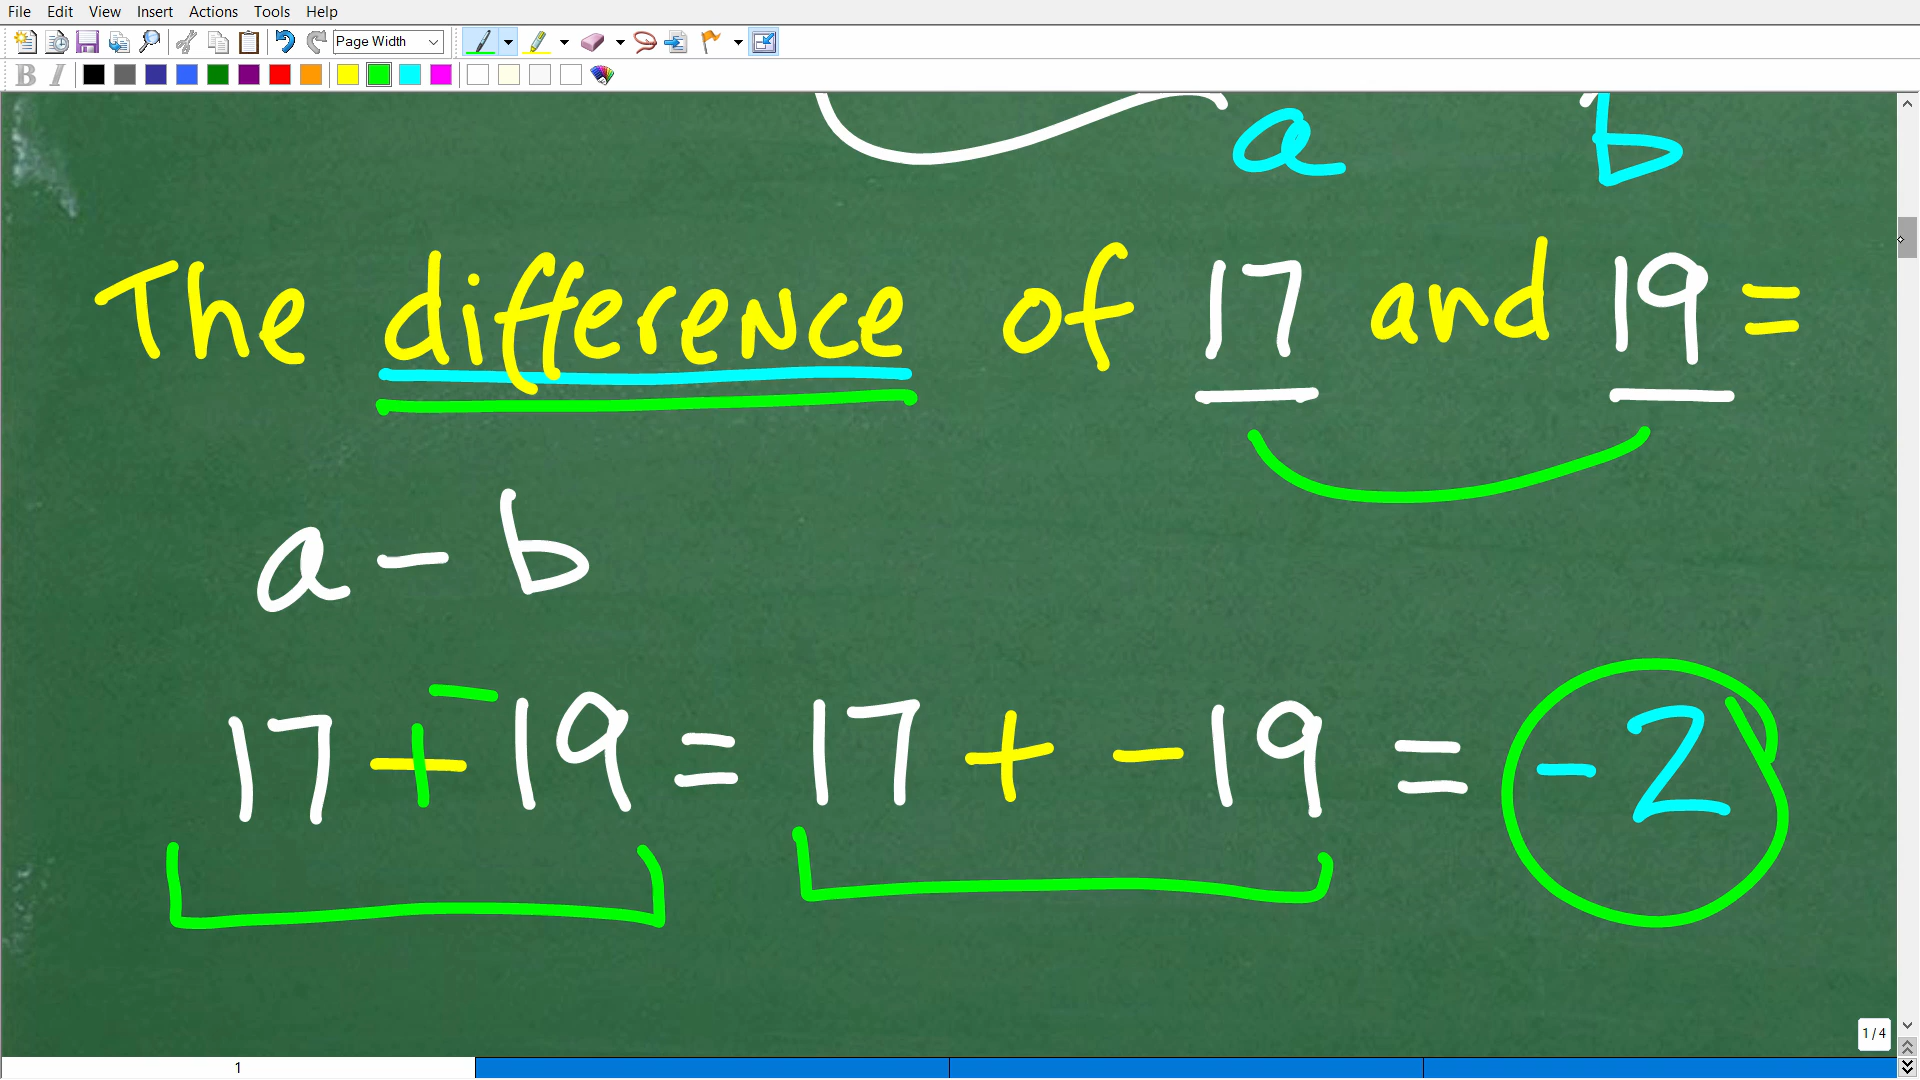 File Edit View Insert Actions Tools Help
Page Width
B I
a b
The difference of 17 and 19 =
a - b
17 + -19 = 17 + -19 = -2
1 / 4
1